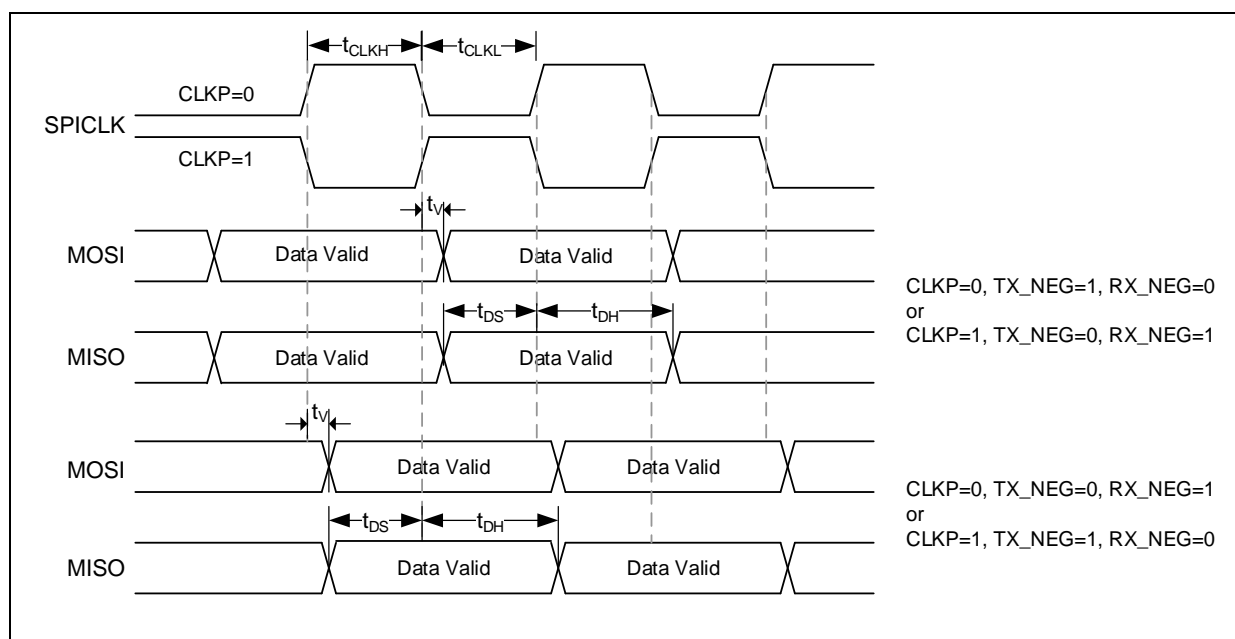 tCLKH
tCLKL
CLKP=0
SPICLK
CLKP=1
tV
MOSI
Data Valid
Data Valid
CLKP=0, TX_NEG=1, RX_NEG=0
or
CLKP=1, TX_NEG=0, RX_NEG=1
tDS
tDH
MISO
Data Valid
Data Valid
tV
MOSI
Data Valid
Data Valid
CLKP=0, TX_NEG=0, RX_NEG=1
or
CLKP=1, TX_NEG=1, RX_NEG=0
tDS
tDH
MISO
Data Valid
Data Valid